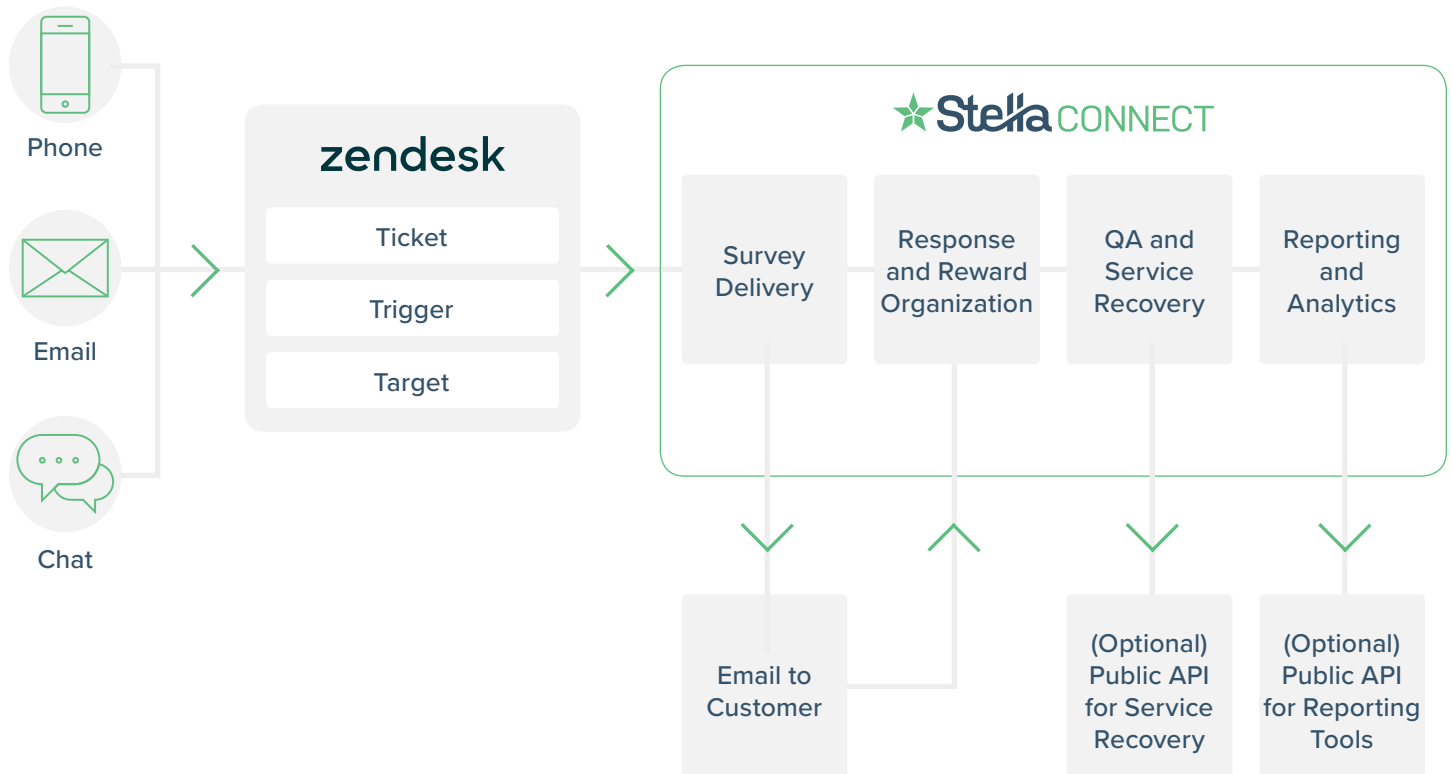 Phone
Email
Chat
zendesk
Ticket
Trigger
Target
Stella CONNECT
Survey
Delivery
Response
and Reward
Organization
QA and
Service
Recovery
Reporting
and
Analytics
Email to
Customer
(Optional)
Public API
for Service
Recovery
(Optional)
Public API
for Reporting
Tools